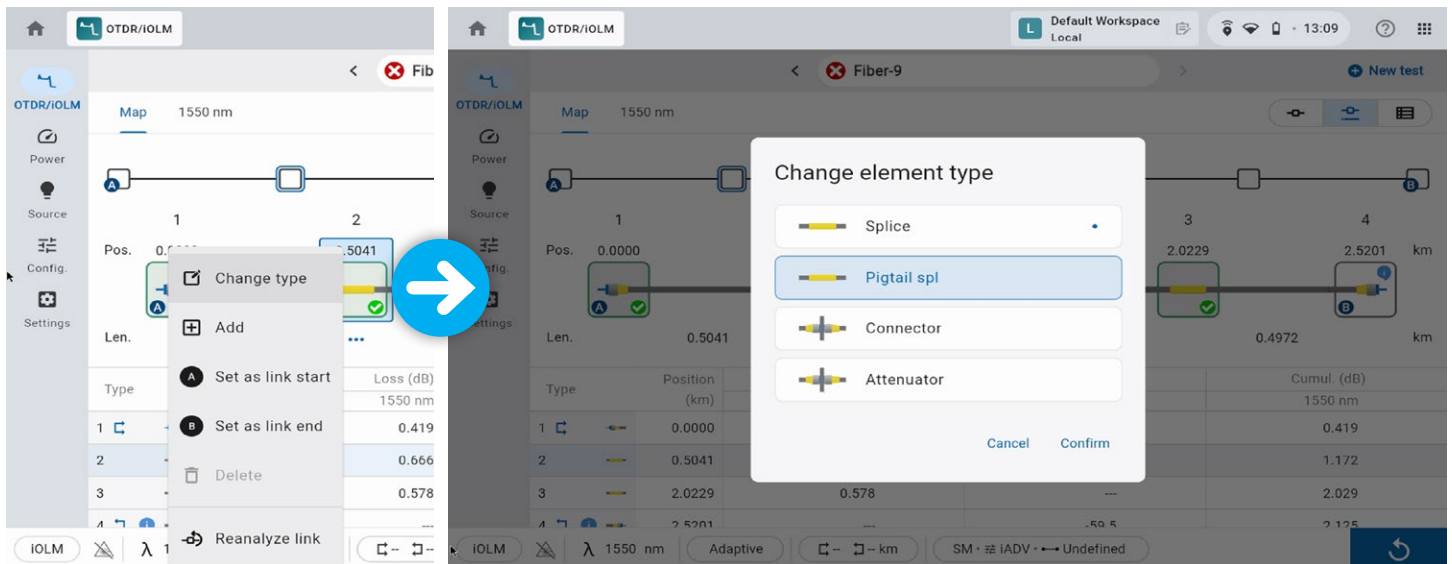 OTDR/iOLM
Fib
OTDR/iOLM
Map 1550 nm
Power
Source
1 2
Pos. .5041
Config.
Settings
Change type
Add
A Set as link start
B Set as link end
Delete
Reanalyze link
A
A
Len. •••
Type Loss (dB)
1550 nm
1 0.419
2 0.666
3 0.578
4 ---
iOLM λ 1
OTDR/iOLM
L Default Workspace
Local
13:09
Fiber-9
New test
OTDR/iOLM
Map 1550 nm
Power
Source
A B
1 3 4
Pos. 0.0000 2.0229 2.5201 km
A B
Len. 0.5041 0.4972 km
Change element type
Splice
Pigtail spl
Connector
Attenuator
Cancel Confirm
Type Position Cumul. (dB)
(km) 1550 nm
1 0.0000 0.419
2 0.5041 1.172
3 2.0229 0.578 --- 2.029
4 2.5201 --- -59.5 2.125
iOLM λ 1550 nm Adaptive -- -- km SM · iADV · Undefined